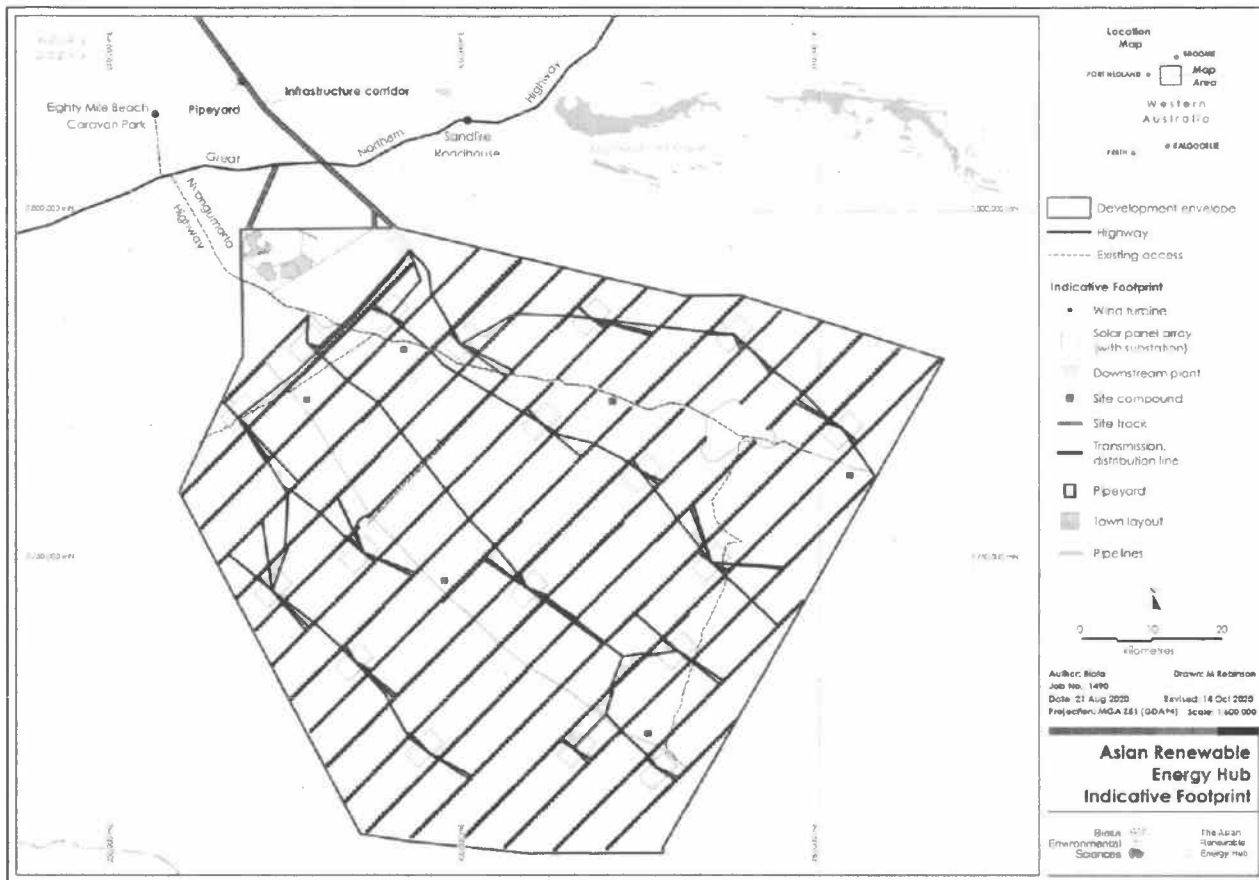 Eighty Mile Beach
Caravan Park
Pipeyard
Infrastructure corridor
Great
Northern
Highway
Sandfire
Roadhouse
Nyangumarta
Highway
Location
Map
BROOME
PORT HEDLAND
Map
Area
Western
Australia
PERTH
KALGOORLIE
Development envelope
Highway
Existing access
Indicative Footprint
Wind turbine
Solar panel array
(with substation)
Downstream plant
Site compound
Site track
Transmission,
distribution line
Pipeyard
Town layout
Pipelines
N
0 10 20
kilometres
Author: Biota Drawn: M Robinson
Job No. 1490
Date: 21 Aug 2020 Revised: 14 Oct 2020
Projection: MGA Z51 (GDA94) Scale: 1:600,000
Asian Renewable
Energy Hub
Indicative Footprint
Biota
Environmental
Sciences
The Asian
Renewable
Energy Hub